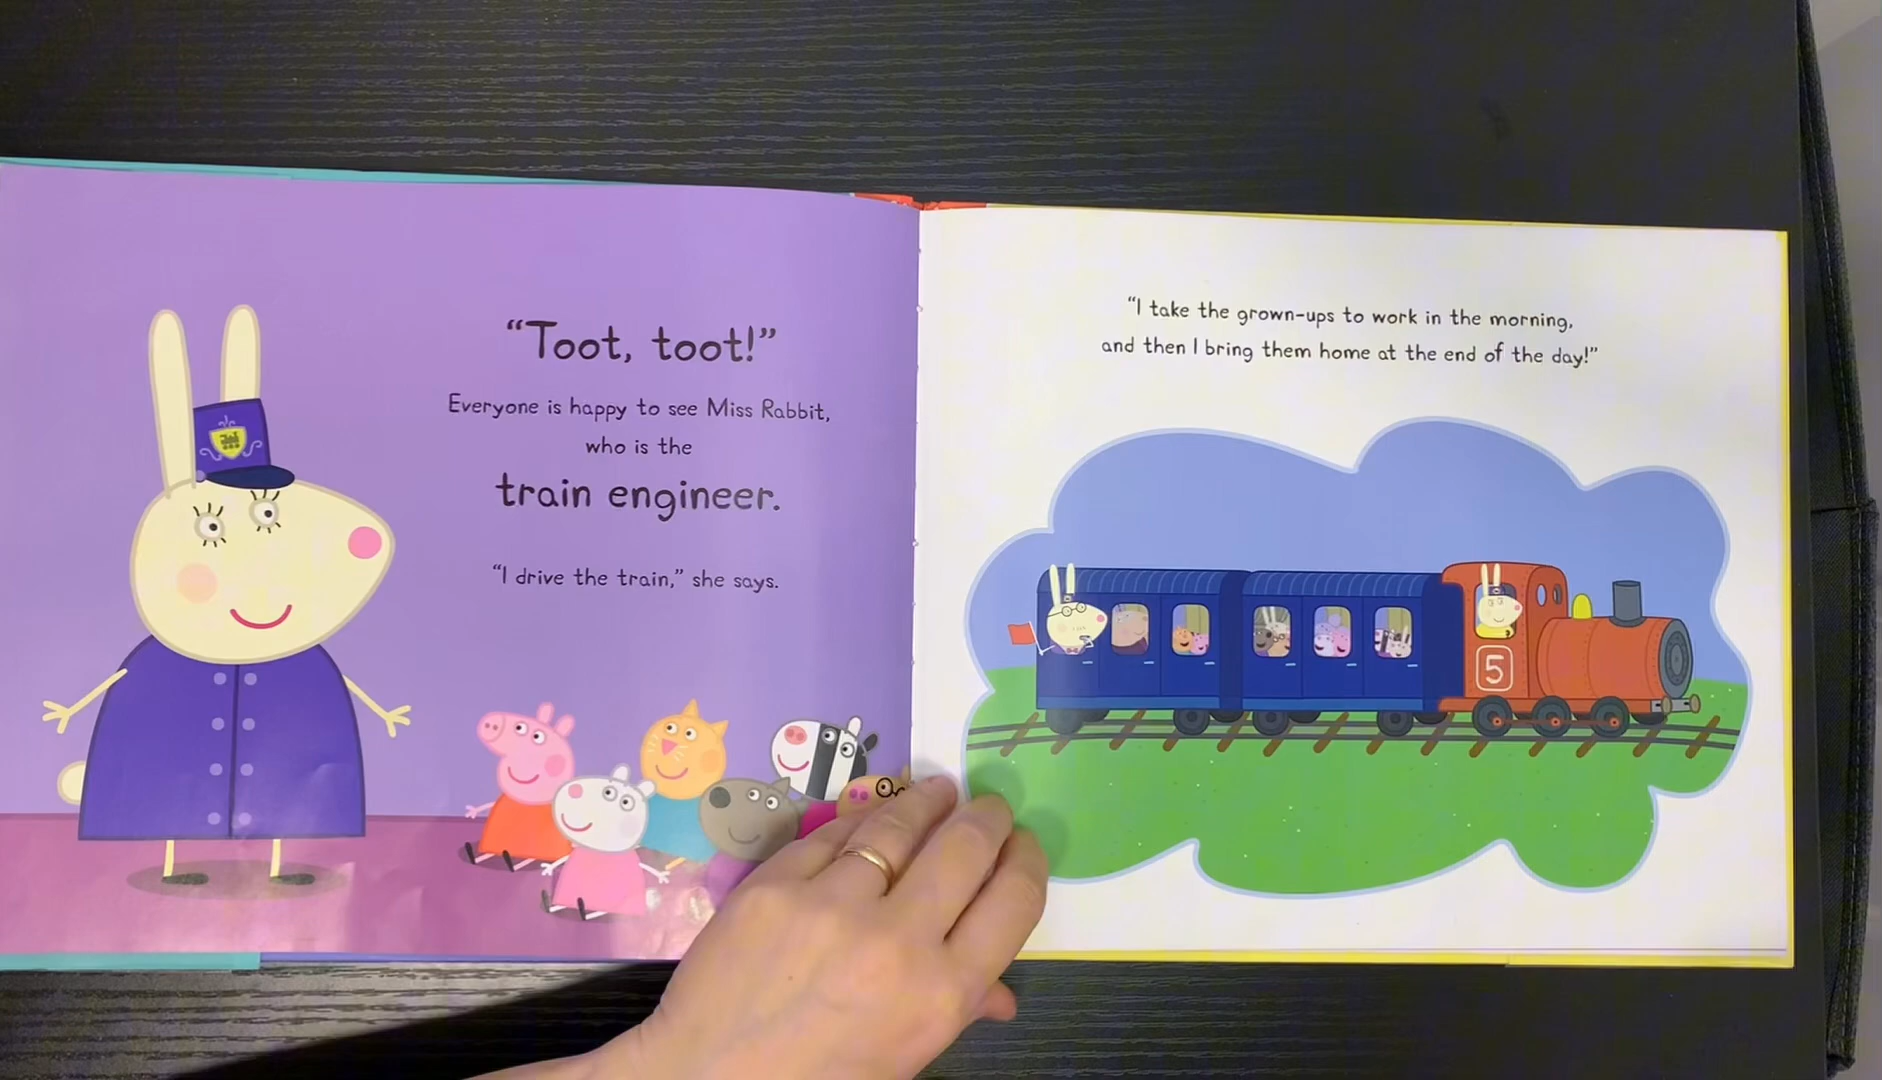 “Toot, toot!”
Everyone is happy to see Miss Rabbit,
who is the
train engineer.
“I drive the train,” she says.
“I take the grown-ups to work in the morning,
and then I bring them home at the end of the day!”
5